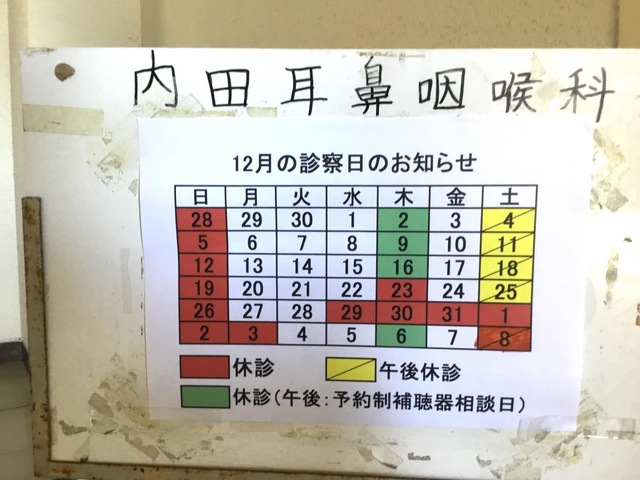 内田耳鼻咽喉科
12月の診察日のお知らせ
日 月 火 水 木 金 土
28 29 30 1 2 3 4
5 6 7 8 9 10 11
12 13 14 15 16 17 18
19 20 21 22 23 24 25
26 27 28 29 30 31 1
2 3 4 5 6 7 8
休診 午後休診
休診(午後:予約制補聴器相談日)